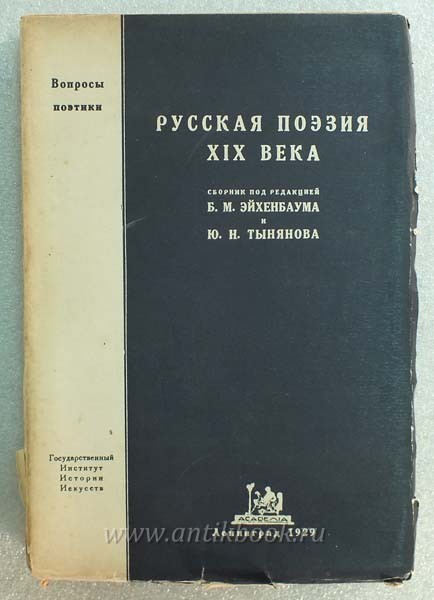 Вопросы
поэтики
РУССКАЯ ПОЭЗИЯ
XIX ВЕКА
СБОРНИК ПОД РЕДАКЦИЕЙ
Б. М. ЭЙХЕНБАУМА
и
Ю. Н. ТЫНЯНОВА
Государственный
Институт
Истории
Искусств
ACADEMIA
Ленинград 1929
www.antikbook.ru